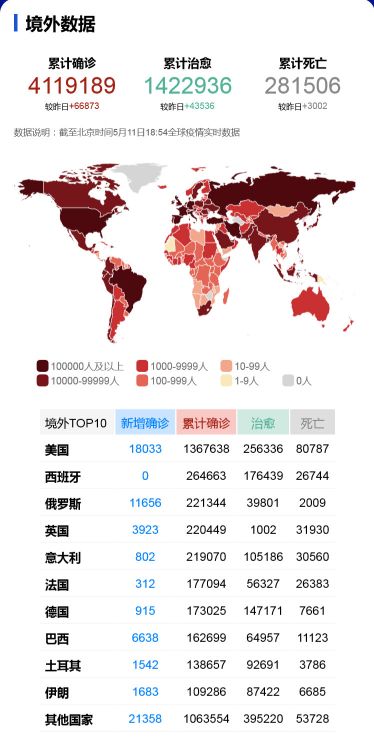 境外数据
累计确诊 累计治愈 累计死亡
4119189 1422936 281506
较昨日+66873 较昨日+43536 较昨日+3002
数据说明：截至北京时间5月11日18:54全球疫情实时数据
100000人及以上 1000-9999人 10-99人
10000-99999人 100-999人 1-9人 0人
境外TOP10 新增确诊 累计确诊 治愈 死亡
美国 18033 1367638 256336 80787
西班牙 0 264663 176439 26744
俄罗斯 11656 221344 39801 2009
英国 3923 220449 1002 31930
意大利 802 219070 105186 30560
法国 312 177094 56327 26383
德国 915 173025 147171 7661
巴西 6638 162699 64957 11123
土耳其 1542 138657 92691 3786
伊朗 1683 109286 87422 6685
其他国家 21358 1063554 395220 53728